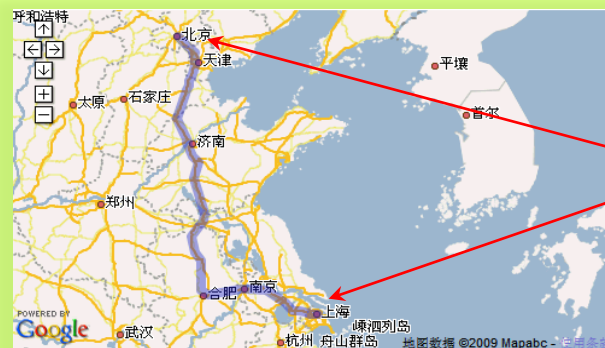 呼和浩特
北京
天津
平壤
太原
石家庄
首尔
济南
郑州
合肥
南京
上海
嵊泗列岛
武汉
杭州
舟山群岛
POWERED BY
Google
地图数据 ©2009 Mapabc -